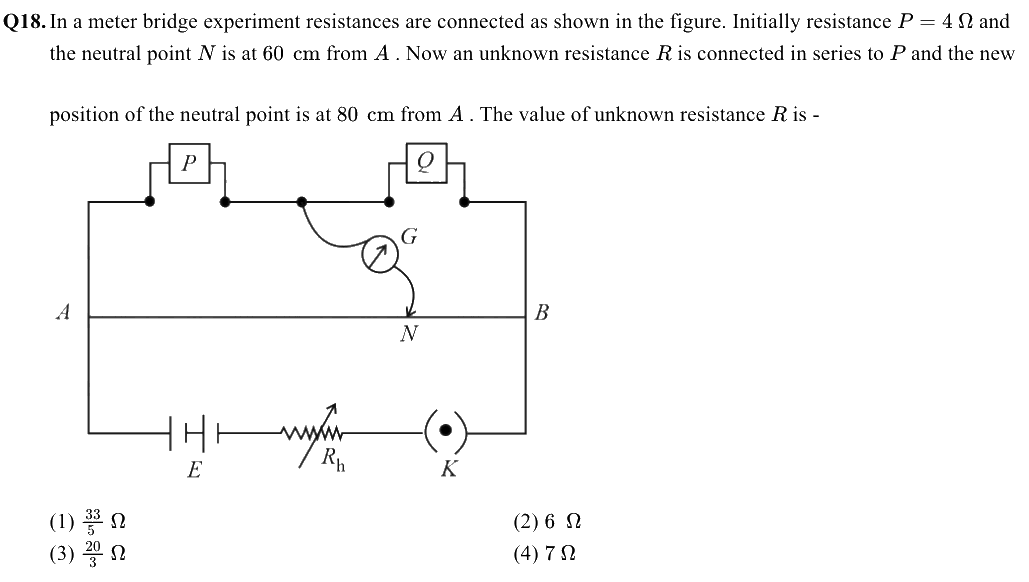 Q18. In a meter bridge experiment resistances are connected as shown in the figure. Initially resistance P = 4 Ω and
the neutral point N is at 60 cm from A . Now an unknown resistance R is connected in series to P and the new
position of the neutral point is at 80 cm from A . The value of unknown resistance R is -
P Q
G
A B
N
E Rh K
(1) 33/5 Ω (2) 6 Ω
(3) 20/3 Ω (4) 7 Ω